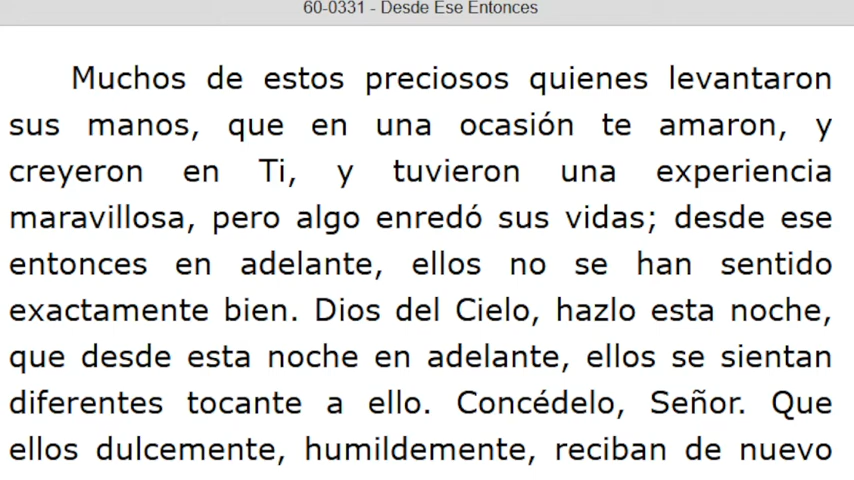 60-0331 - Desde Ese Entonces
Muchos de estos preciosos quienes levantaron
sus manos, que en una ocasión te amaron, y
creyeron en Ti, y tuvieron una experiencia
maravillosa, pero algo enredó sus vidas; desde ese
entonces en adelante, ellos no se han sentido
exactamente bien. Dios del Cielo, hazlo esta noche,
que desde esta noche en adelante, ellos se sientan
diferentes tocante a ello. Concédelo, Señor. Que
ellos dulcemente, humildemente, reciban de nuevo